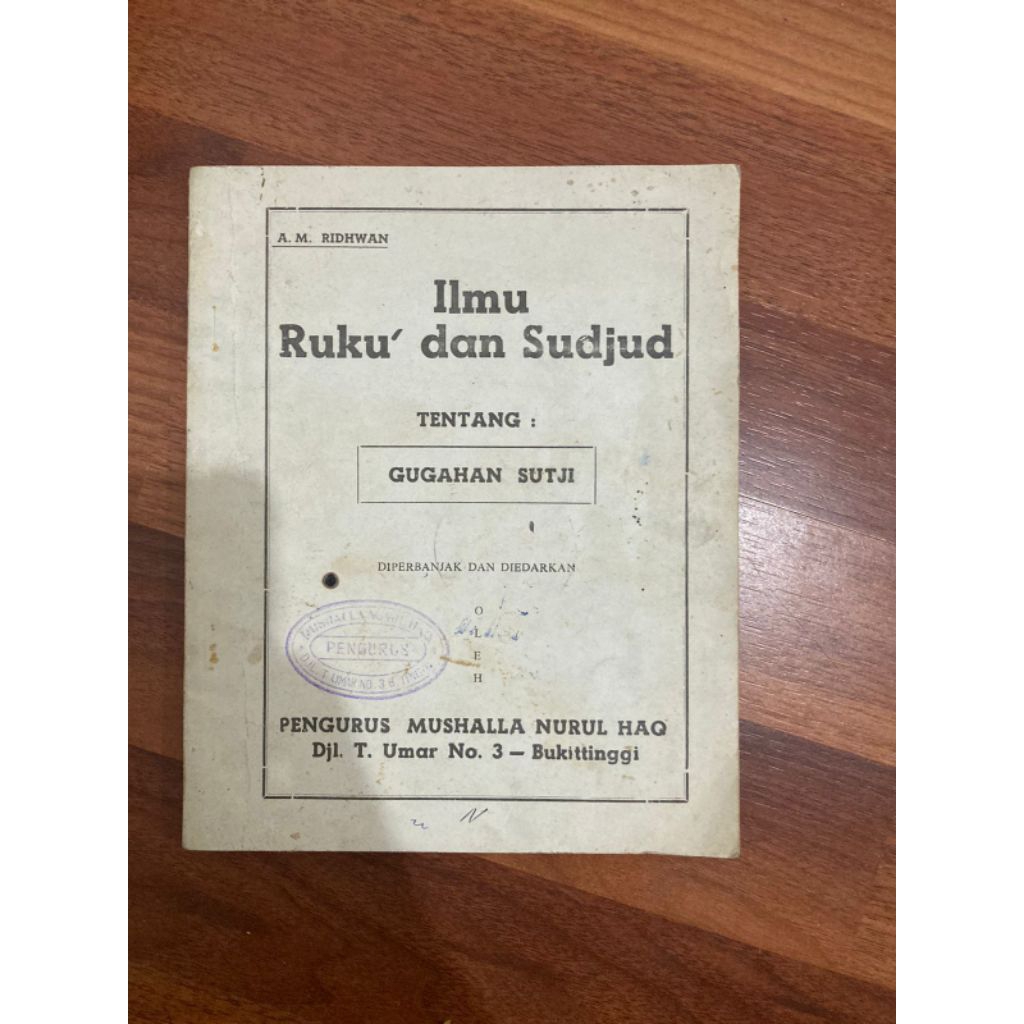 A. M. RIDHWAN
Ilmu
Ruku' dan Sudjud
TENTANG :
GUGAHAN SUTJI
DIPERBANJAK DAN DIEDARKAN
O
L
E
H
PENGURUS
PENGURUS MUSHALLA NURUL HAQ
Djl. T. Umar No. 3 — Bukittinggi